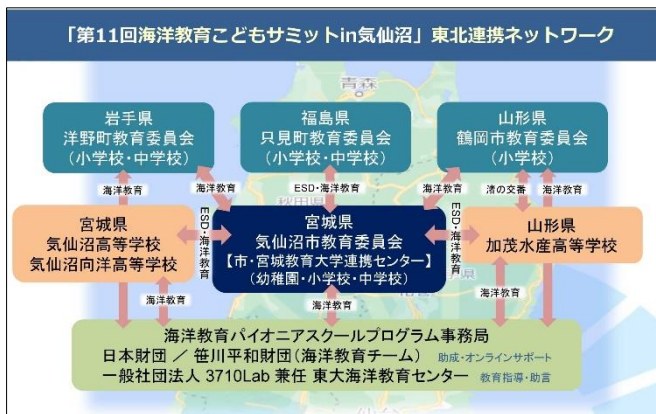 「第11回海洋教育こどもサミットin気仙沼」東北連携ネットワーク
青森
岩手県
洋野町教育委員会
(小学校・中学校)
福島県
只見町教育委員会
(小学校・中学校)
山形県
鶴岡市教育委員会
(小学校)
海洋教育
海洋教育
ESD・海洋教育
海洋教育
渚の交番
海洋教育
秋田県
宮城県
気仙沼高等学校
気仙沼向洋高等学校
ESD・海洋教育
宮城県
気仙沼市教育委員会
【市・宮城教育大学連携センター】
(幼稚園・小学校・中学校)
ESD・海洋教育
山形県
加茂水産高等学校
海洋教育
海洋教育
海洋教育
海洋教育パイオニアスクールプログラム事務局
日本財団 / 笹川平和財団(海洋教育チーム) 助成・オンラインサポート
一般社団法人 3710Lab 兼任 東大海洋教育センター 教育指導・助言